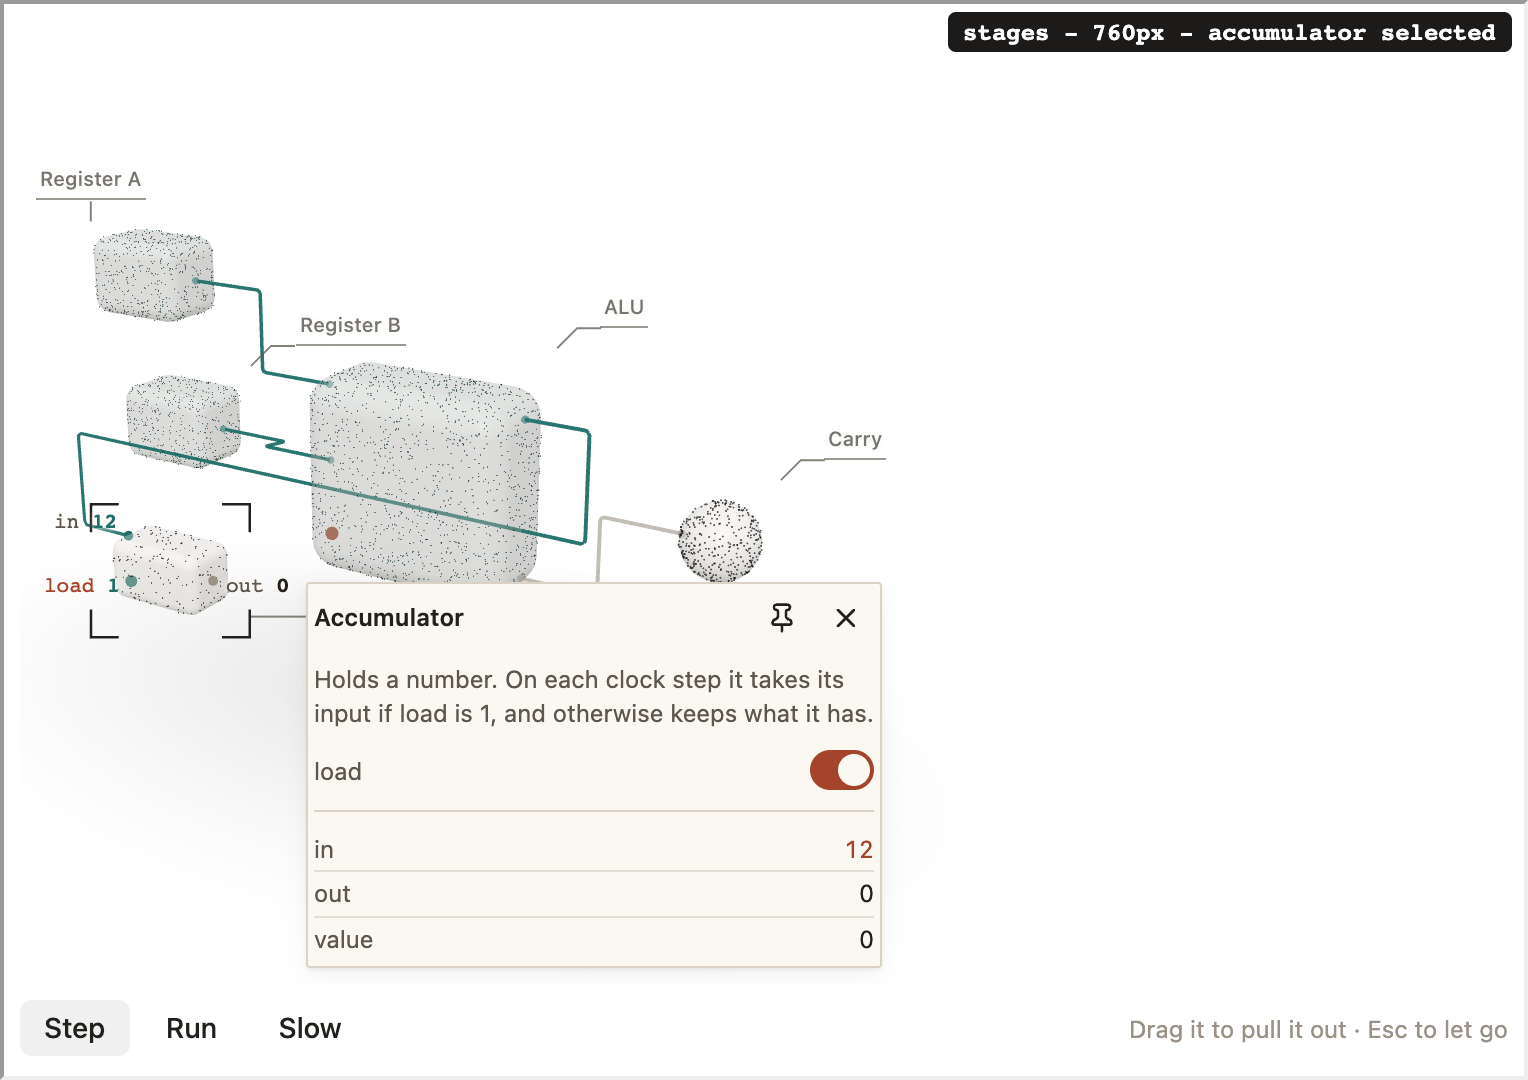 stages - 760px - accumulator selected
Register A
ALU
Register B
Carry
in 12
load 1
out 0
Accumulator
Holds a number. On each clock step it takes its
input if load is 1, and otherwise keeps what it has.
load
in 12
out 0
value 0
Step Run Slow
Drag it to pull it out · Esc to let go